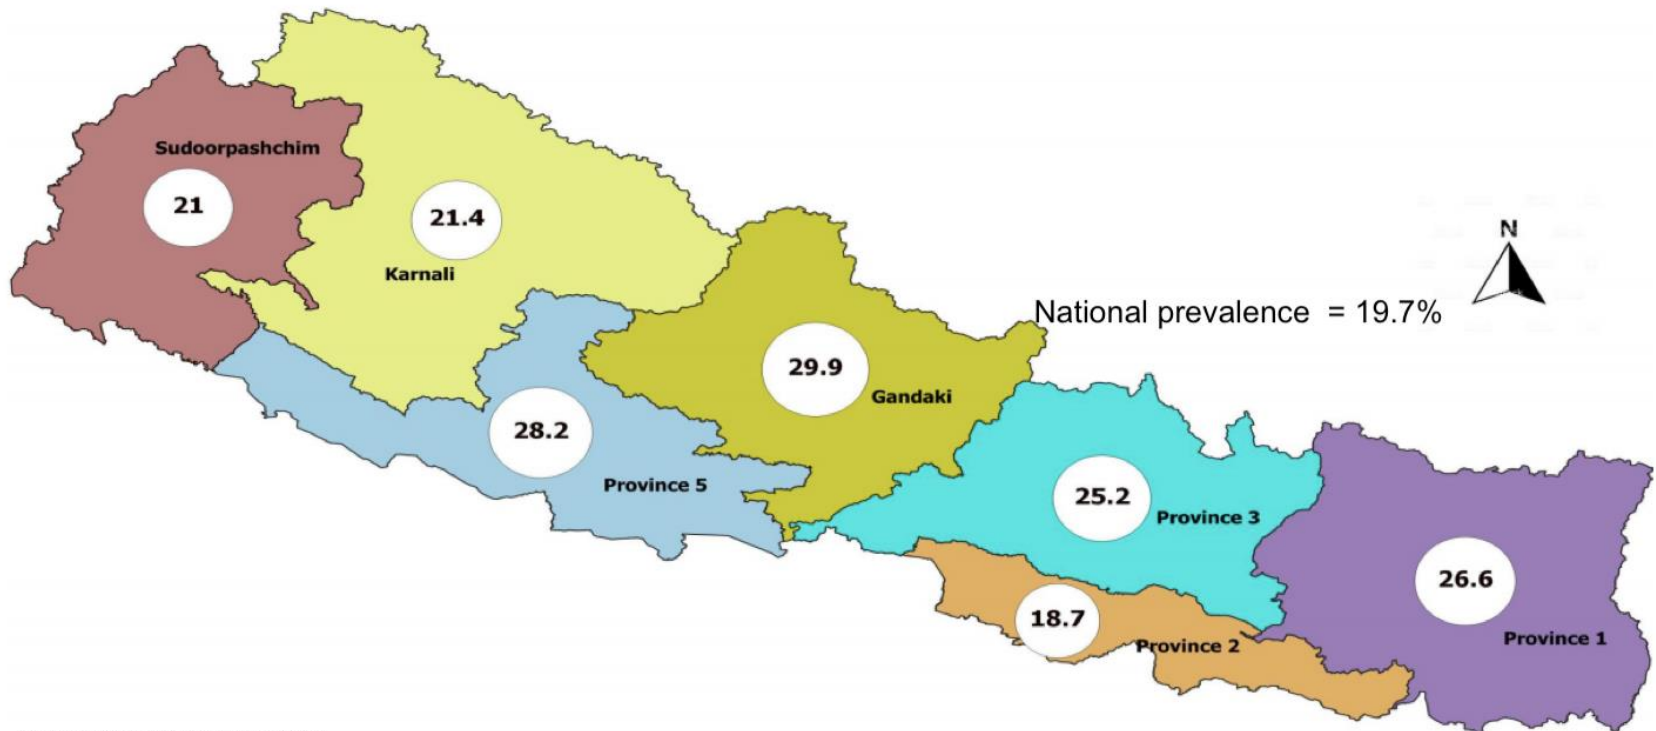 Sudoorpashchim
21
21.4
Karnali
N
National prevalence = 19.7%
29.9
Gandaki
28.2
Province 5
25.2
Province 3
26.6
Province 1
18.7
Province 2